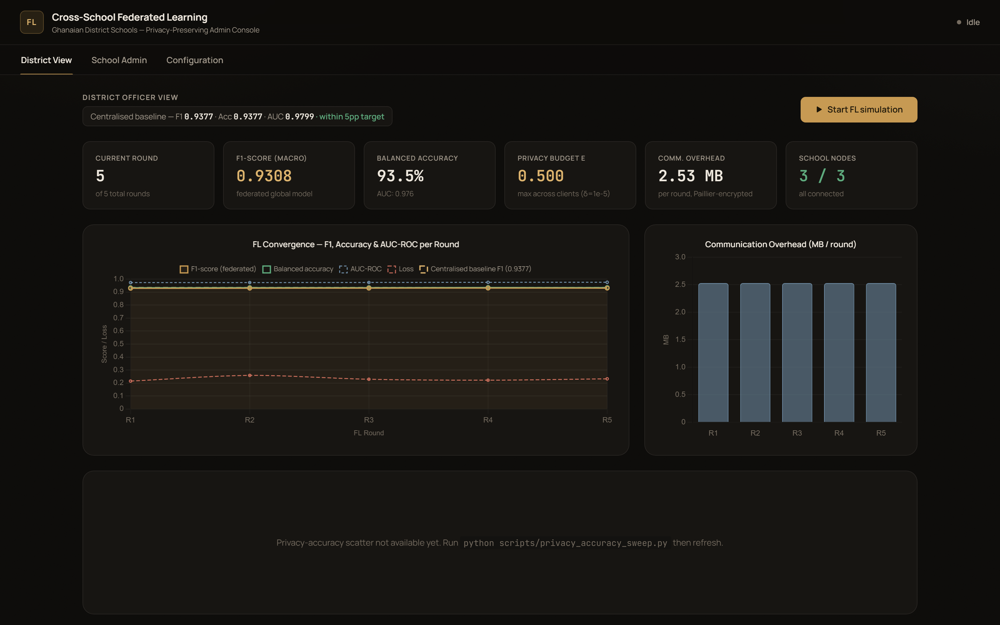 FL
Cross-School Federated Learning
Ghanaian District Schools — Privacy-Preserving Admin Console
Idle
District View
School Admin
Configuration
DISTRICT OFFICER VIEW
Centralised baseline — F1 0.9377 · Acc 0.9377 · AUC 0.9799 · within 5pp target
Start FL simulation
CURRENT ROUND
5
of 5 total rounds
F1-SCORE (MACRO)
0.9308
federated global model
BALANCED ACCURACY
93.5%
AUC: 0.976
PRIVACY BUDGET Ε
0.500
max across clients (δ=1e-5)
COMM. OVERHEAD
2.53 MB
per round, Paillier-encrypted
SCHOOL NODES
3 / 3
all connected
FL Convergence — F1, Accuracy & AUC-ROC per Round
F1-score (federated)
Balanced accuracy
AUC-ROC
Loss
Centralised baseline F1 (0.9377)
1.0
0.9
0.8
0.7
0.6
0.5
0.4
0.3
0.2
0.1
0
Score / Loss
R1
R2
R3
R4
R5
FL Round
Communication Overhead (MB / round)
3.0
2.5
2.0
1.5
1.0
0.5
0
MB
R1
R2
R3
R4
R5
Privacy-accuracy scatter not available yet. Run python scripts/privacy_accuracy_sweep.py then refresh.